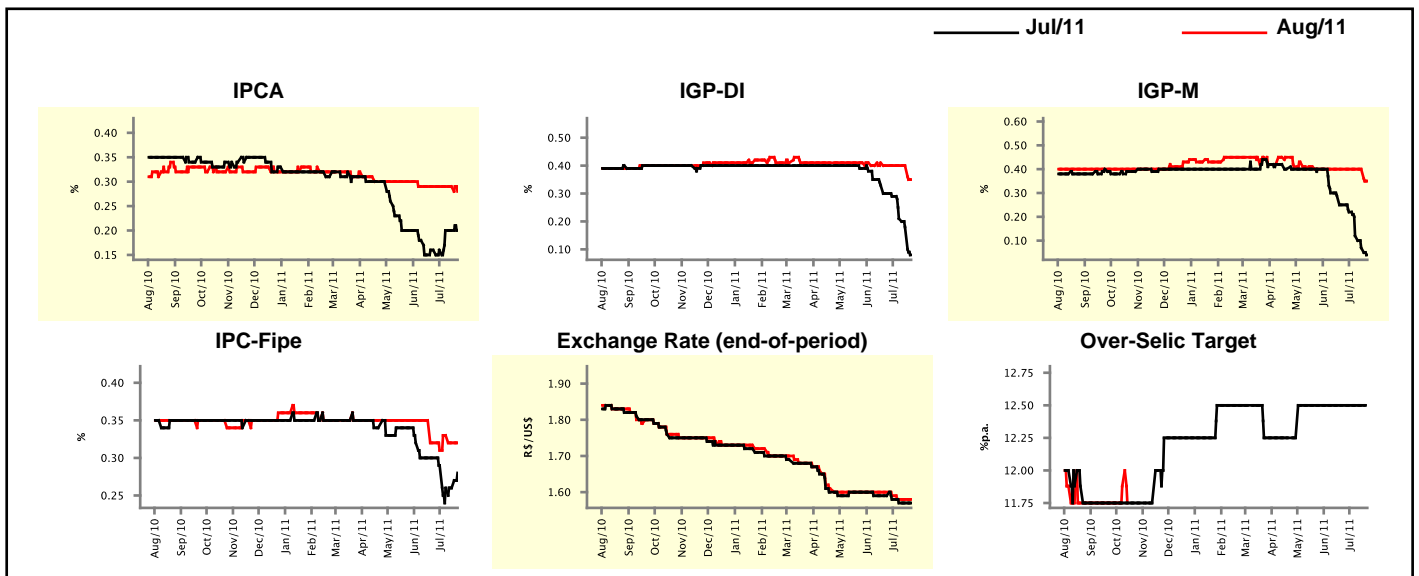 Jul/11 Aug/11
IPCA
0.40
0.35
0.30
0.25
0.20
0.15
%
Aug/10 Sep/10 Oct/10 Nov/10 Dec/10 Jan/11 Feb/11 Mar/11 Apr/11 May/11 Jun/11 Jul/11
IGP-DI
0.50
0.40
0.30
0.20
0.10
%
Aug/10 Sep/10 Oct/10 Nov/10 Dec/10 Jan/11 Feb/11 Mar/11 Apr/11 May/11 Jun/11 Jul/11
IGP-M
0.60
0.50
0.40
0.30
0.20
0.10
%
Aug/10 Sep/10 Oct/10 Nov/10 Dec/10 Jan/11 Feb/11 Mar/11 Apr/11 May/11 Jun/11 Jul/11
IPC-Fipe
0.40
0.35
0.30
0.25
%
Aug/10 Sep/10 Oct/10 Nov/10 Dec/10 Jan/11 Feb/11 Mar/11 Apr/11 May/11 Jun/11 Jul/11
Exchange Rate (end-of-period)
1.90
1.80
1.70
1.60
R$/US$
Aug/10 Sep/10 Oct/10 Nov/10 Dec/10 Jan/11 Feb/11 Mar/11 Apr/11 May/11 Jun/11 Jul/11
Over-Selic Target
12.75
12.50
12.25
12.00
11.75
%p.a.
Aug/10 Sep/10 Oct/10 Nov/10 Dec/10 Jan/11 Feb/11 Mar/11 Apr/11 May/11 Jun/11 Jul/11